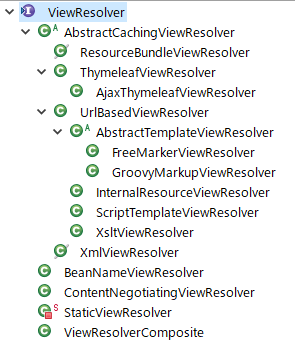 ViewResolver
AbstractCachingViewResolver
ResourceBundleViewResolver
ThymeleafViewResolver
AjaxThymeleafViewResolver
UrlBasedViewResolver
AbstractTemplateViewResolver
FreeMarkerViewResolver
GroovyMarkupViewResolver
InternalResourceViewResolver
ScriptTemplateViewResolver
XsltViewResolver
XmlViewResolver
BeanNameViewResolver
ContentNegotiatingViewResolver
StaticViewResolver
ViewResolverComposite